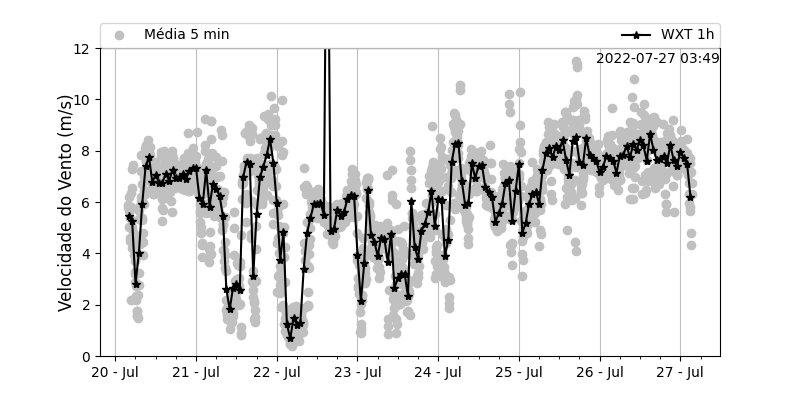 Média 5 min
WXT 1h
2022-07-27 03:49
Velocidade do Vento (m/s)
12
10
8
6
4
2
0
20 - Jul 21 - Jul 22 - Jul 23 - Jul 24 - Jul 25 - Jul 26 - Jul 27 - Jul